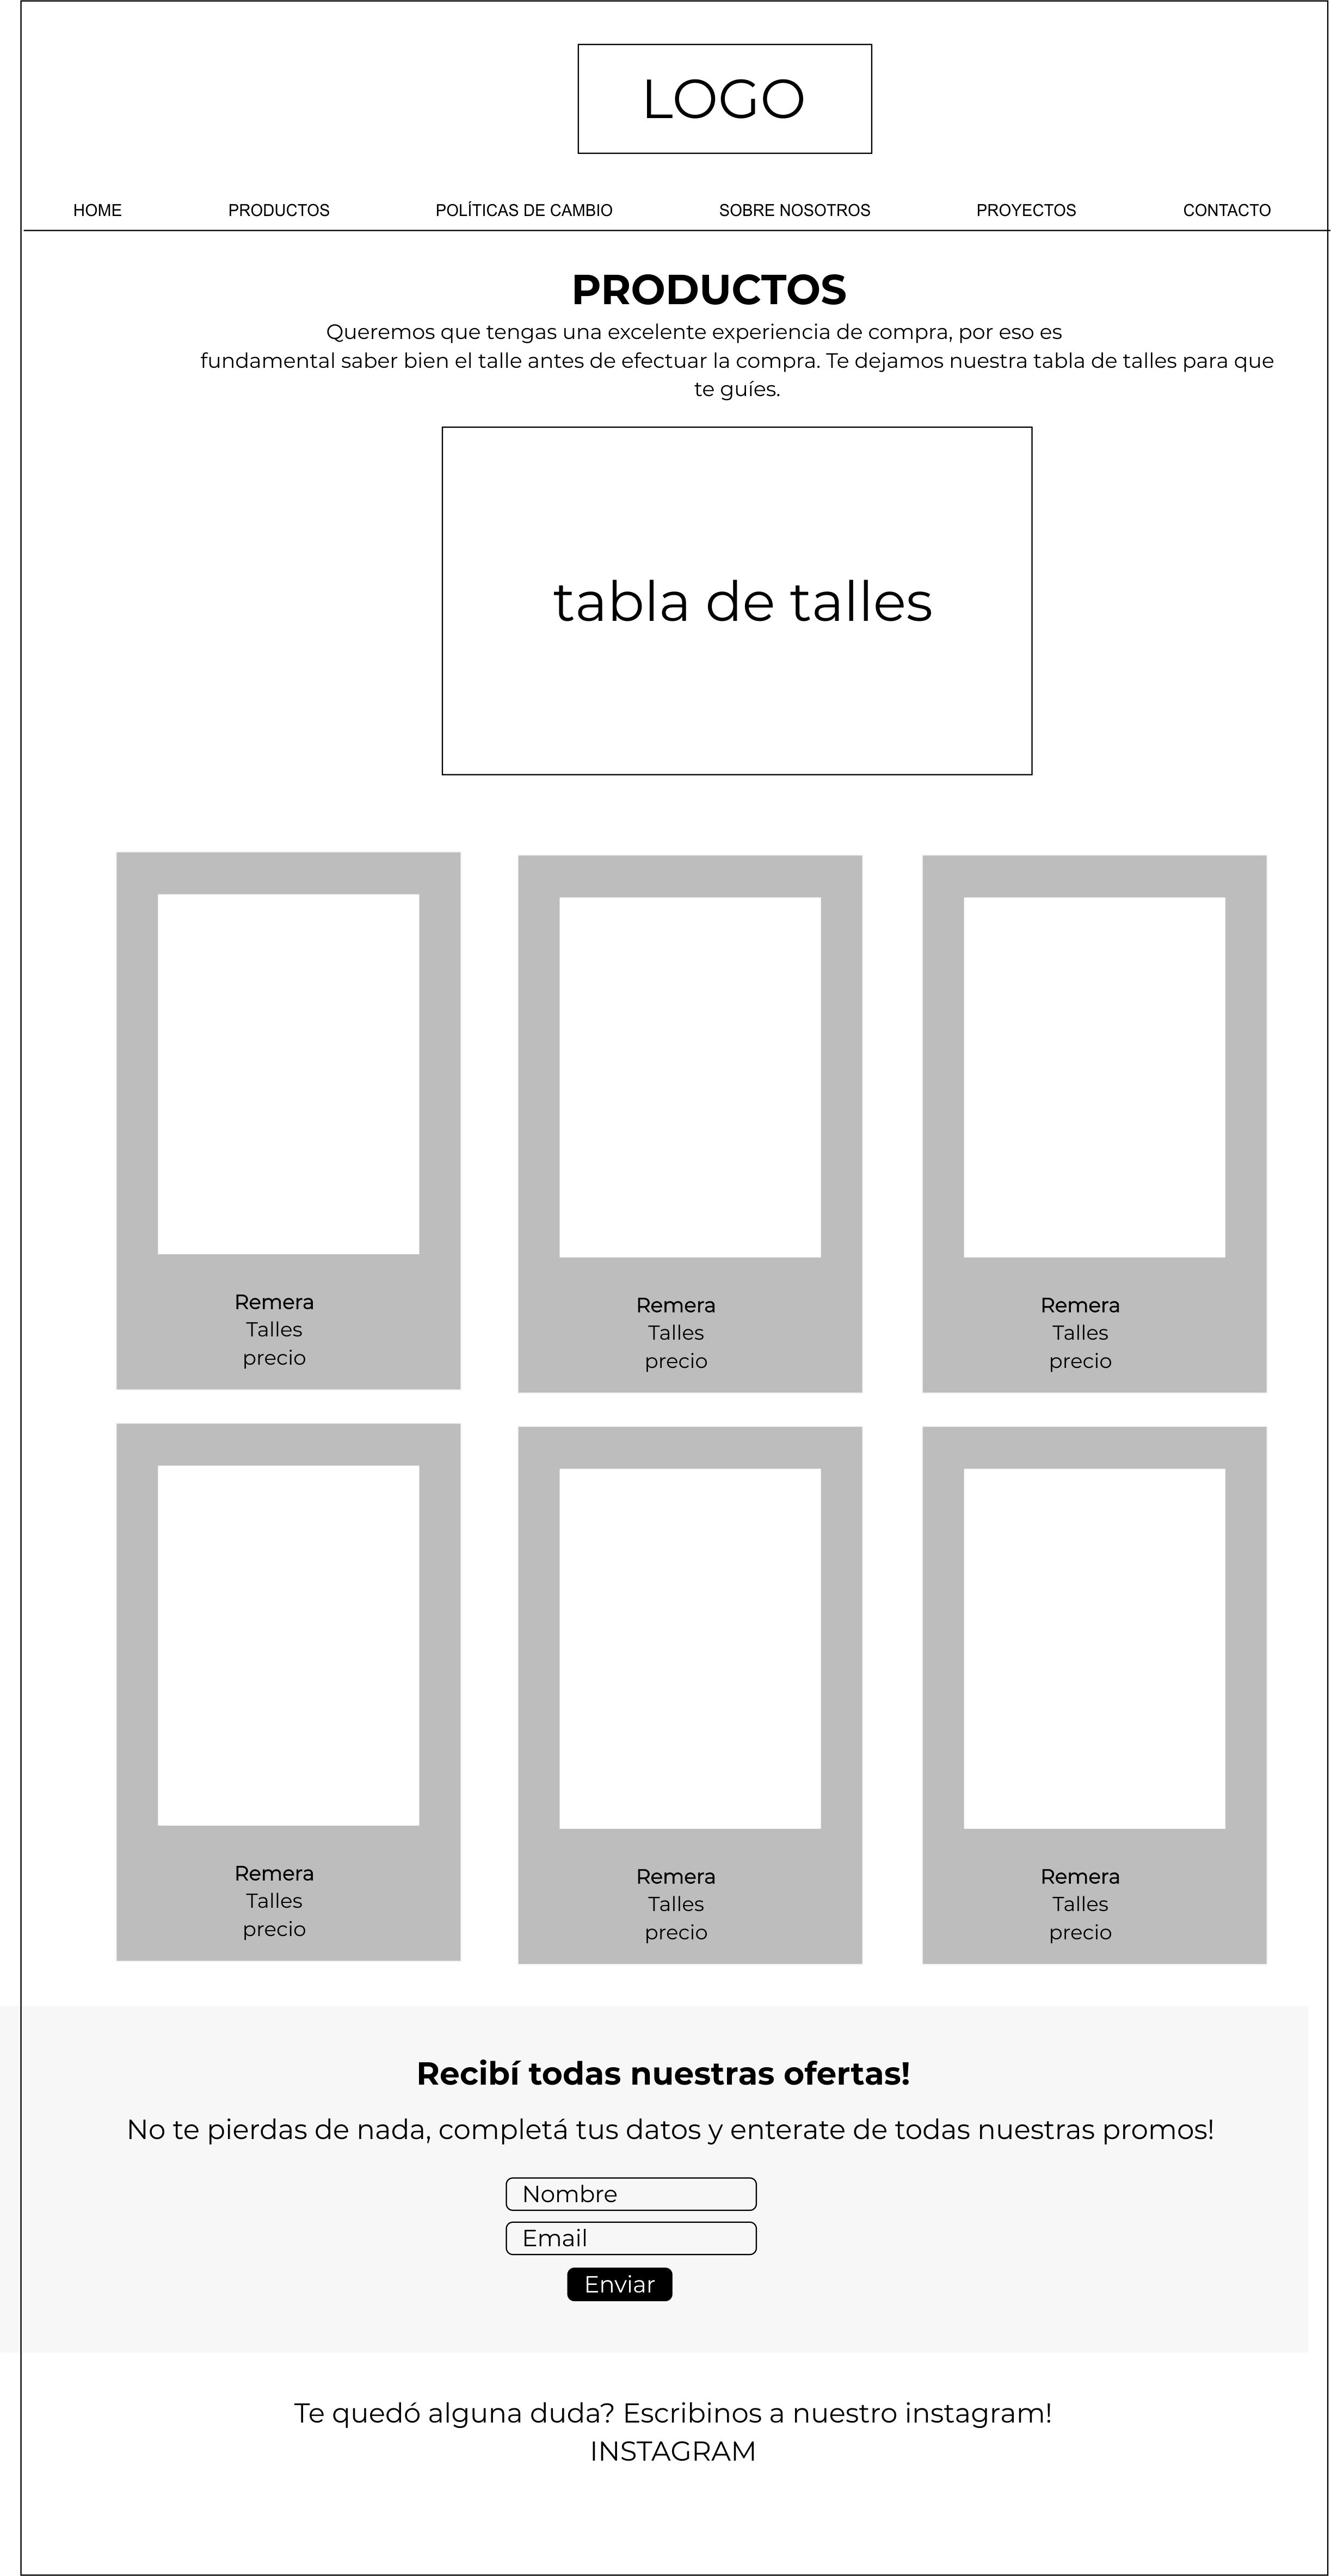 LOGO
HOME PRODUCTOS POLÍTICAS DE CAMBIO SOBRE NOSOTROS PROYECTOS CONTACTO
PRODUCTOS
Queremos que tengas una excelente experiencia de compra, por eso es
fundamental saber bien el talle antes de efectuar la compra. Te dejamos nuestra tabla de talles para que
te guíes.
tabla de talles
Remera
Talles
precio
Remera
Talles
precio
Remera
Talles
precio
Remera
Talles
precio
Remera
Talles
precio
Remera
Talles
precio
Recibí todas nuestras ofertas!
No te pierdas de nada, completá tus datos y enterate de todas nuestras promos!
Nombre
Email
Enviar
Te quedó alguna duda? Escribinos a nuestro instagram!
INSTAGRAM